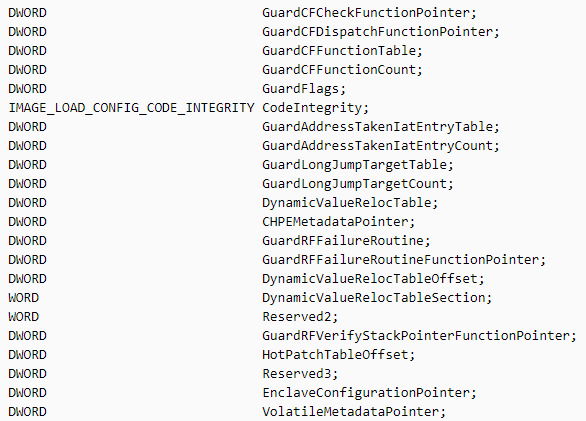 DWORD GuardCFCheckFunctionPointer;
DWORD GuardCFDispatchFunctionPointer;
DWORD GuardCFFunctionTable;
DWORD GuardCFFunctionCount;
DWORD GuardFlags;
IMAGE_LOAD_CONFIG_CODE_INTEGRITY CodeIntegrity;
DWORD GuardAddressTakenIatEntryTable;
DWORD GuardAddressTakenIatEntryCount;
DWORD GuardLongJumpTargetTable;
DWORD GuardLongJumpTargetCount;
DWORD DynamicValueRelocTable;
DWORD CHPEMetadataPointer;
DWORD GuardRFFailureRoutine;
DWORD GuardRFFailureRoutineFunctionPointer;
DWORD DynamicValueRelocTableOffset;
WORD DynamicValueRelocTableSection;
WORD Reserved2;
DWORD GuardRFVerifyStackPointerFunctionPointer;
DWORD HotPatchTableOffset;
DWORD Reserved3;
DWORD EnclaveConfigurationPointer;
DWORD VolatileMetadataPointer;